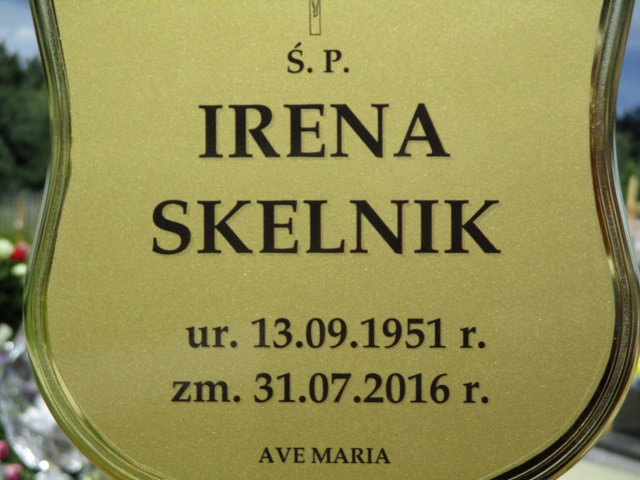 Ś. P.
IRENA
SKELNIK
ur. 13.09.1951 r.
zm. 31.07.2016 r.
AVE MARIA